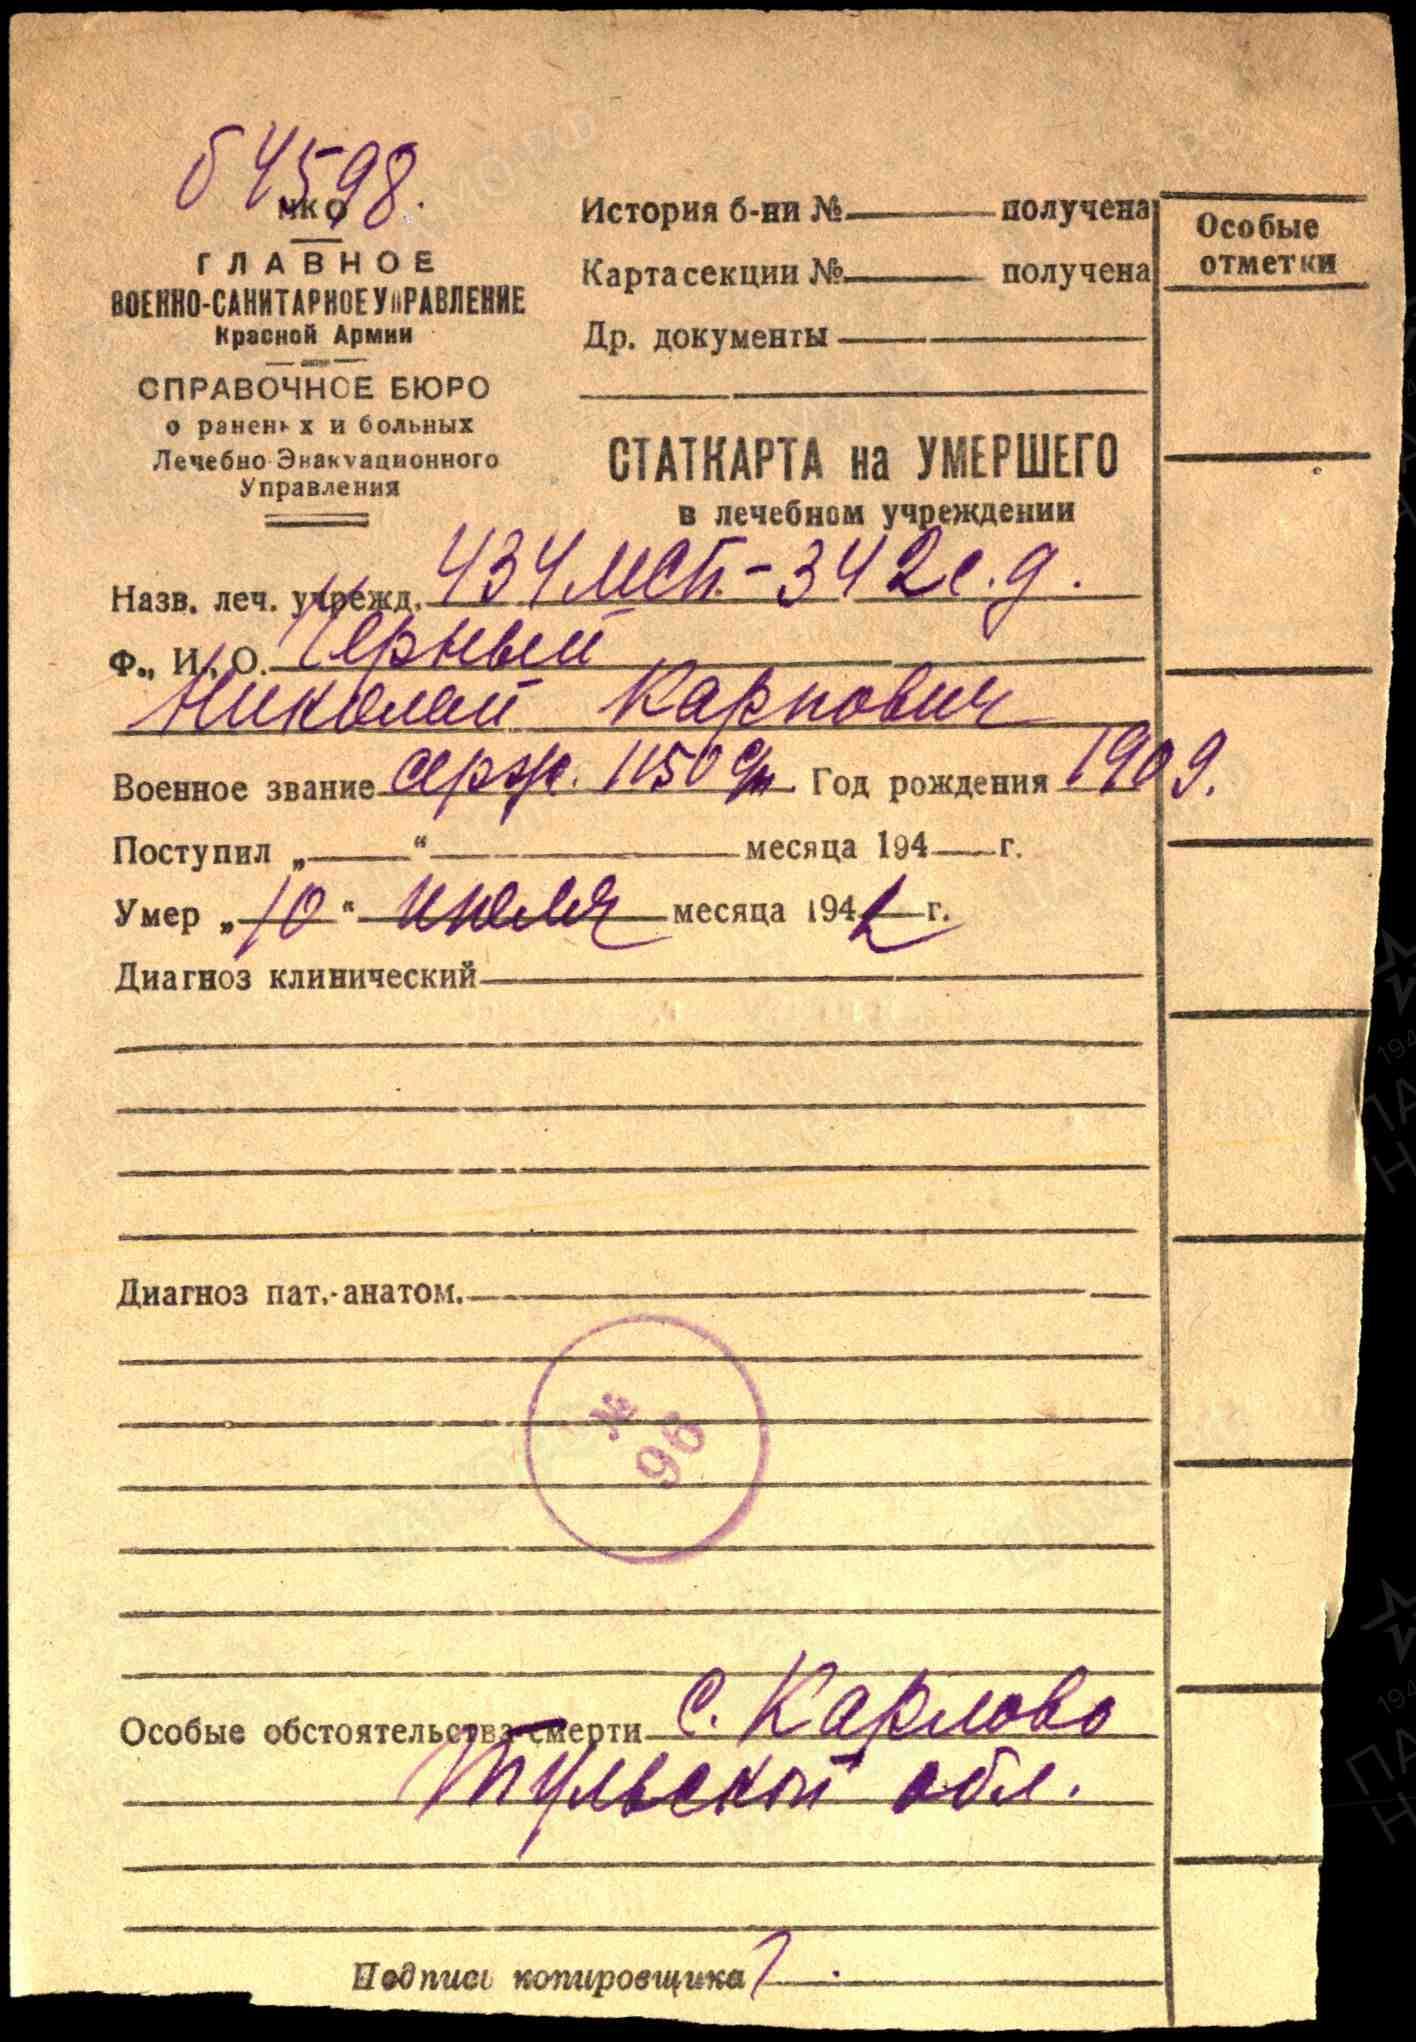 64598.
НКО
ГЛАВНОЕ
ВОЕННО-САНИТАРНОЕ УПРАВЛЕНИЕ
Красной Армии
СПРАВОЧНОЕ БЮРО
о раненых и больных
Лечебно-Эвакуационного
Управления
История б-ни № получена
Карта секции № получена
Др. документы
Особые
отметки
СТАТКАРТА на УМЕРШЕГО
в лечебном учреждении
Назв. леч. учрежд. 434 МСБ - 342 с.д.
Ф., И., О. Черный
Николай Карпович
Военное звание серж. 1150 с/п Год рождения 1909.
Поступил „ “ месяца 194 г.
Умер „10“ июля месяца 1942 г.
Диагноз клинический
Диагноз пат.-анатом.
№
96
Особые обстоятельства смерти с. Карлово
Тульской обл.
Подпись копировщика